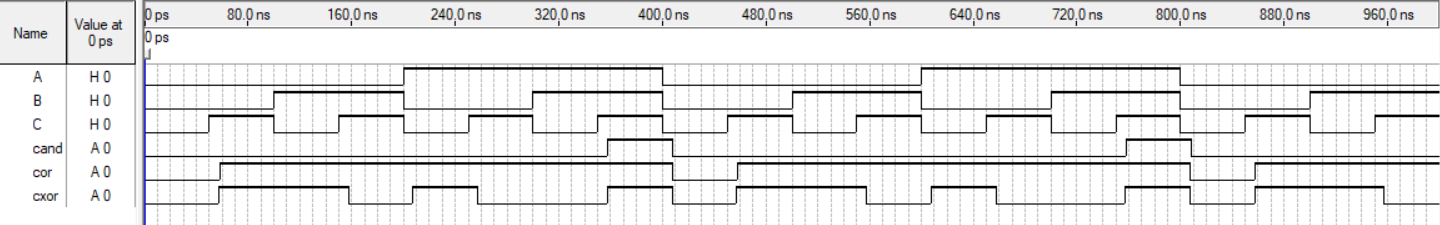 Name Value at 0 ps 0 ps 80.0 ns 160.0 ns 240.0 ns 320.0 ns 400.0 ns 480.0 ns 560.0 ns 640.0 ns 720.0 ns 800.0 ns 880.0 ns 960.0 ns
0 ps
A H 0
B H 0
C H 0
cand A 0
cor A 0
cxor A 0